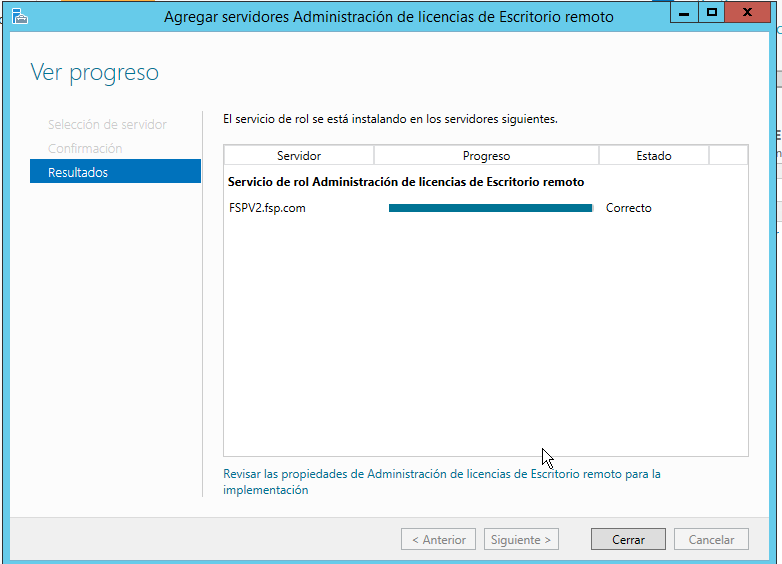 Agregar servidores Administración de licencias de Escritorio remoto
Ver progreso
Selección de servidor
Confirmación
Resultados
El servicio de rol se está instalando en los servidores siguientes.
Servidor Progreso Estado
Servicio de rol Administración de licencias de Escritorio remoto
FSPV2.fsp.com Correcto
Revisar las propiedades de Administración de licencias de Escritorio remoto para la
implementación
< Anterior Siguiente > Cerrar Cancelar